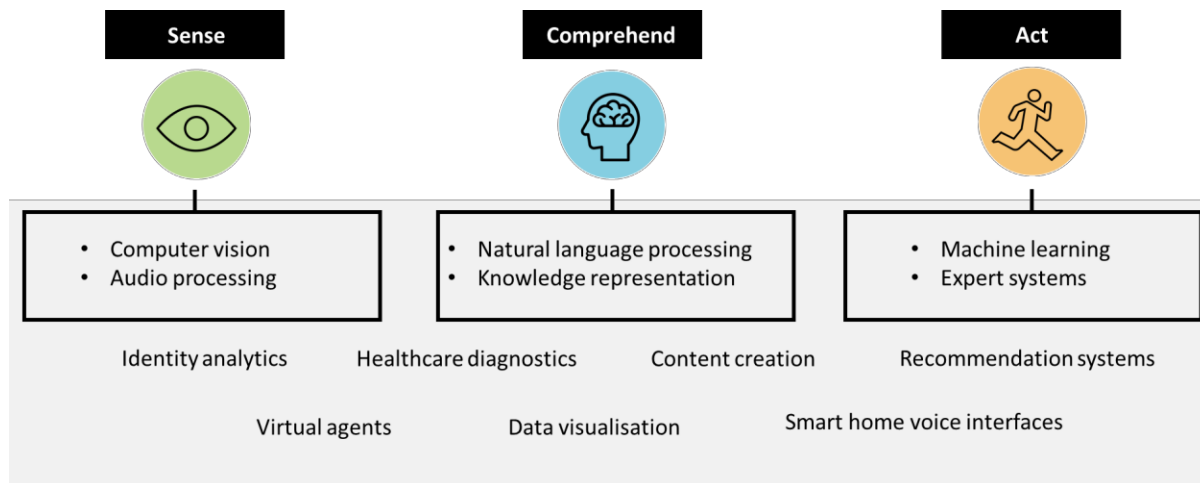 Sense
Comprehend
Act
• Computer vision
• Audio processing
• Natural language processing
• Knowledge representation
• Machine learning
• Expert systems
Identity analytics
Healthcare diagnostics
Content creation
Recommendation systems
Virtual agents
Data visualisation
Smart home voice interfaces